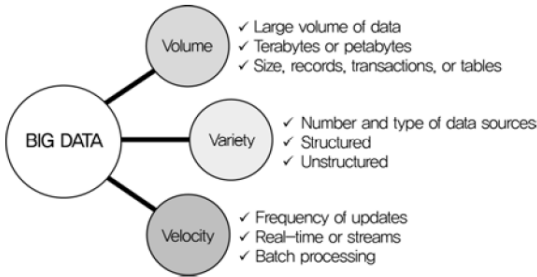 BIG DATA
Volume
✓ Large volume of data
✓ Terabytes or petabytes
✓ Size, records, transactions, or tables
Variety
✓ Number and type of data sources
✓ Structured
✓ Unstructured
Velocity
✓ Frequency of updates
✓ Real-time or streams
✓ Batch processing